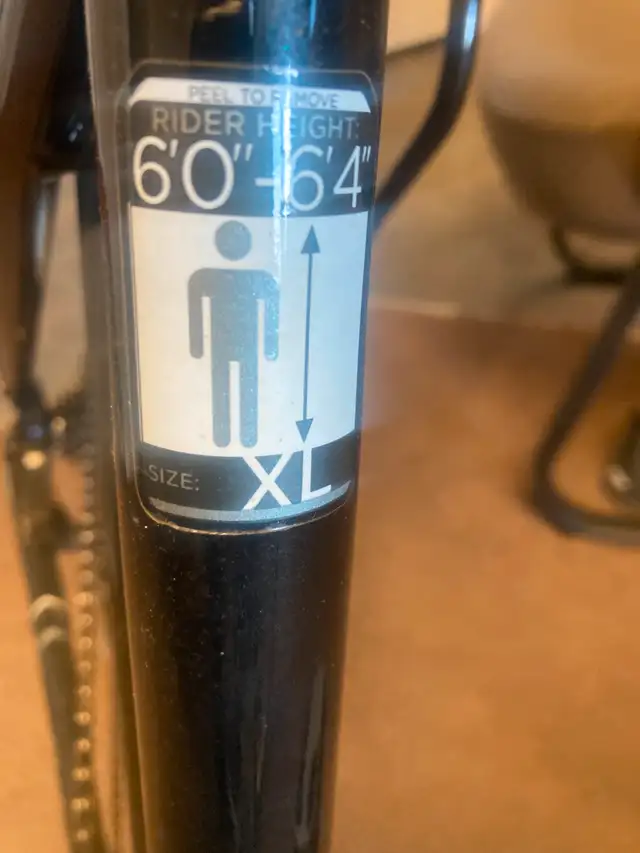 PEEL TO REMOVE
RIDER HEIGHT:
6'0"-6'4"
SIZE: XL